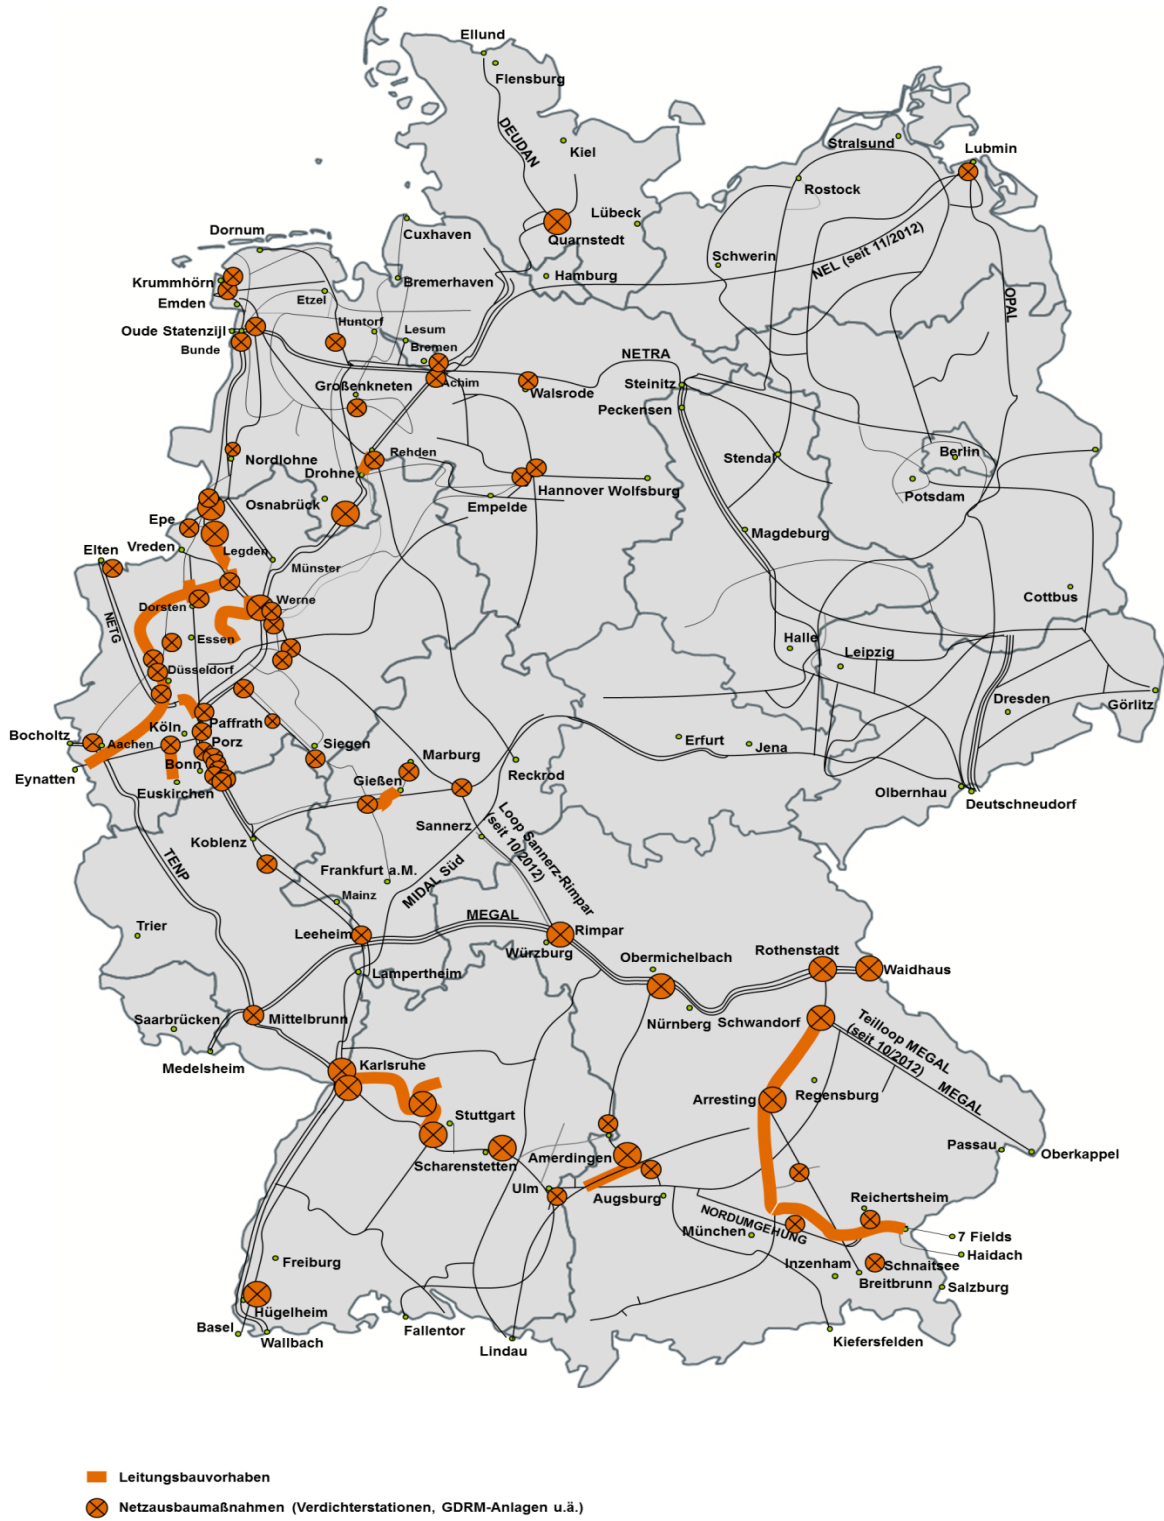 Ellund
Flensburg
DEUDAN
Kiel
Stralsund
Lubmin
Rostock
Lübeck
Quarnstedt
Cuxhaven
Dornum
Schwerin
NEL (seit 11/2012)
Hamburg
Krummhörn
Bremerhaven
Etzel
OPAL
Emden
Huntorf
Oude Statenzijl
Lesum
Bunde
Bremen
NETRA
Achim
Großenkneten
Walsrode
Steinitz
Peckensen
Rehden
Nordlohne
Drohne
Stendal
Berlin
Hannover
Wolfsburg
Potsdam
Osnabrück
Empelde
Epe
Magdeburg
Vreden
Legden
Elten
Münster
Cottbus
Dorsten
Werne
NETG
Essen
Halle
Leipzig
Düsseldorf
Dresden
Görlitz
Köln
Paffrath
Bocholtz
Aachen
Porz
Siegen
Marburg
Erfurt
Jena
Bonn
Reckrod
Eynatten
Gießen
Euskirchen
Olbernhau
Deutschneudorf
Sannerz
Loop Sannerz-Rimpar
(seit 10/2012)
Koblenz
TENP
Frankfurt a.M.
MIDAL Süd
Mainz
MEGAL
Trier
Leeheim
Rimpar
Würzburg
Rothenstadt
Obermichelbach
Waidhaus
Lampertheim
Saarbrücken
Mittelbrunn
Nürnberg
Schwandorf
Teilloop MEGAL
(seit 10/2012)
Medelsheim
Karlsruhe
MEGAL
Arresting
Regensburg
Stuttgart
Passau
Oberkappel
Scharenstetten
Amerdingen
Ulm
Augsburg
Reichertsheim
NORDUMGEHUNG
München
7 Fields
Haidach
Freiburg
Inzenham
Schnaitsee
Breitbrunn
Salzburg
Hügelheim
Basel
Wallbach
Fallentor
Lindau
Kiefersfelden
Leitungsbauvorhaben
Netzausbaumaßnahmen (Verdichterstationen, GDRM-Anlagen u.ä.)